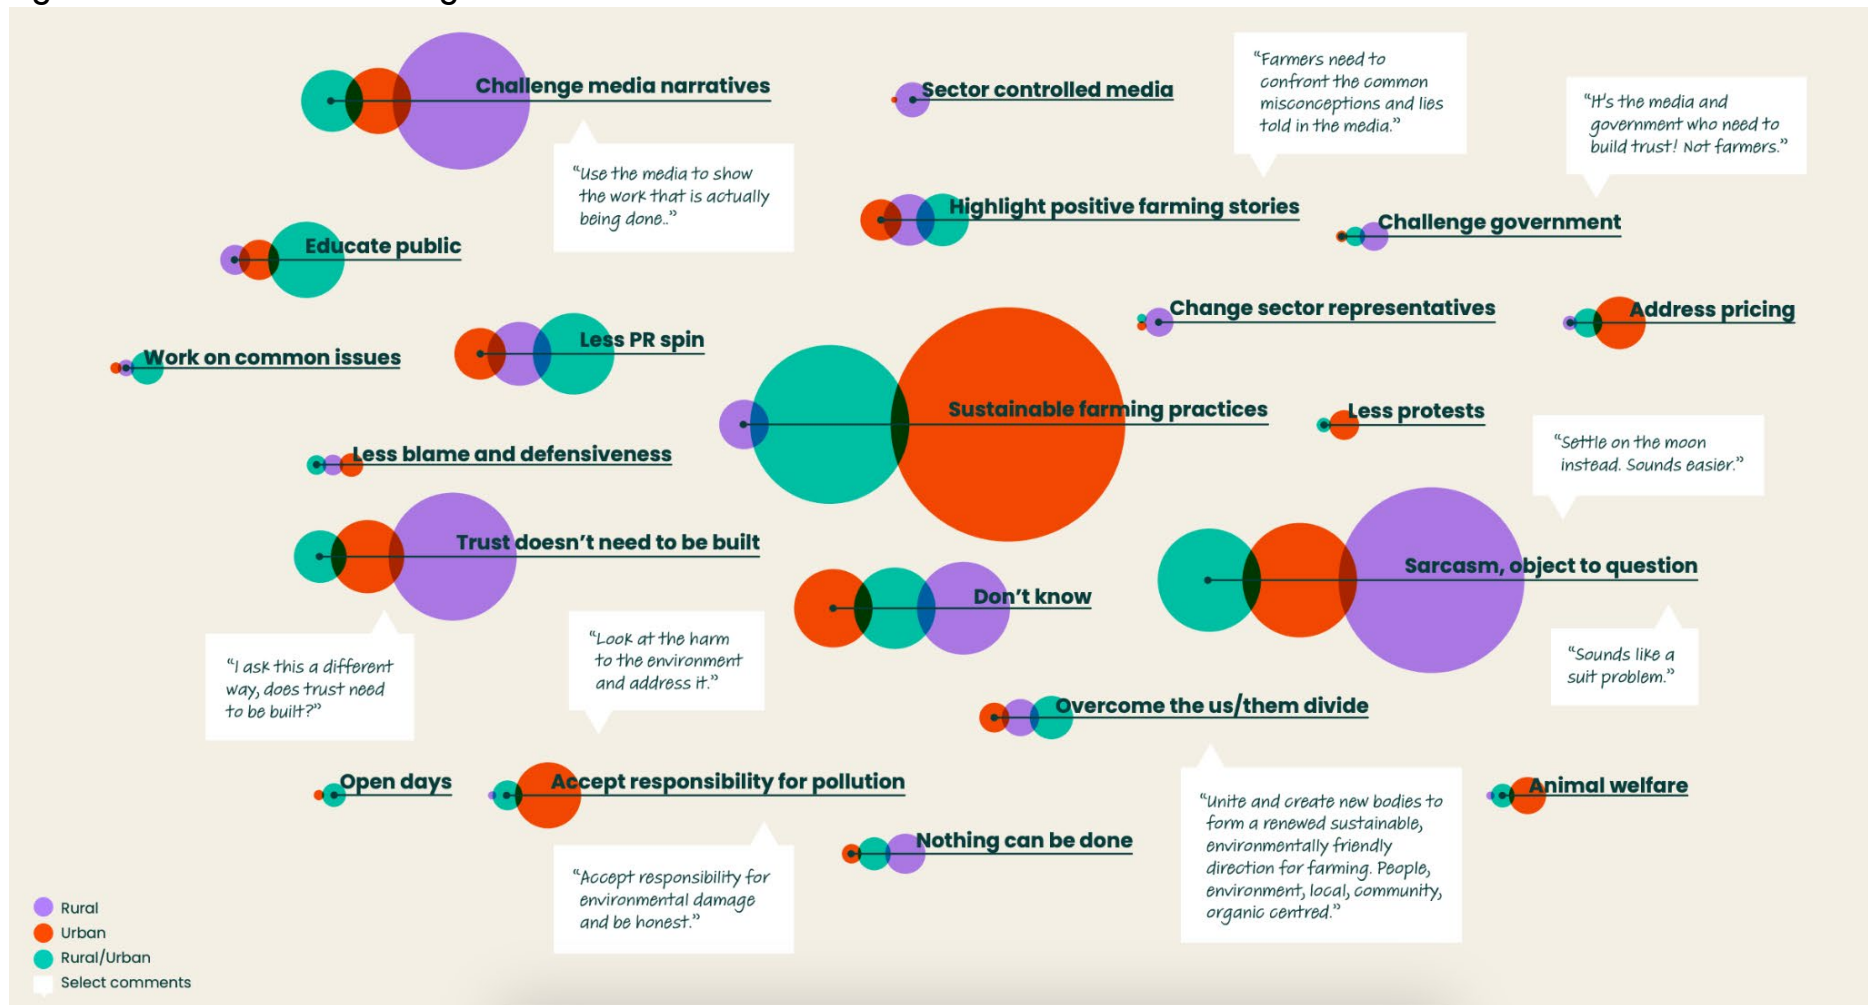 Challenge media narratives
Sector controlled media
“Farmers need to
confront the common
misconceptions and lies
told in the media.”
“It's the media and
government who need to
build trust! Not farmers.”
“Use the media to show
the work that is actually
being done..”
Highlight positive farming stories
Challenge government
Educate public
Change sector representatives
Address pricing
Less PR spin
Work on common issues
Sustainable farming practices
Less protests
Less blame and defensiveness
“Settle on the moon
instead. Sounds easier.”
Trust doesn’t need to be built
Sarcasm, object to question
Don’t know
“I ask this a different
way, does trust need
to be built?”
“Look at the harm
to the environment
and address it.”
“Sounds like a
suit problem.”
Overcome the us/them divide
Open days
Accept responsibility for pollution
Animal welfare
“Unite and create new bodies to
form a renewed sustainable,
environmentally friendly
direction for farming. People,
environment, local, community,
organic centred.”
Nothing can be done
“Accept responsibility for
environmental damage
and be honest.”
Rural
Urban
Rural/Urban
Select comments